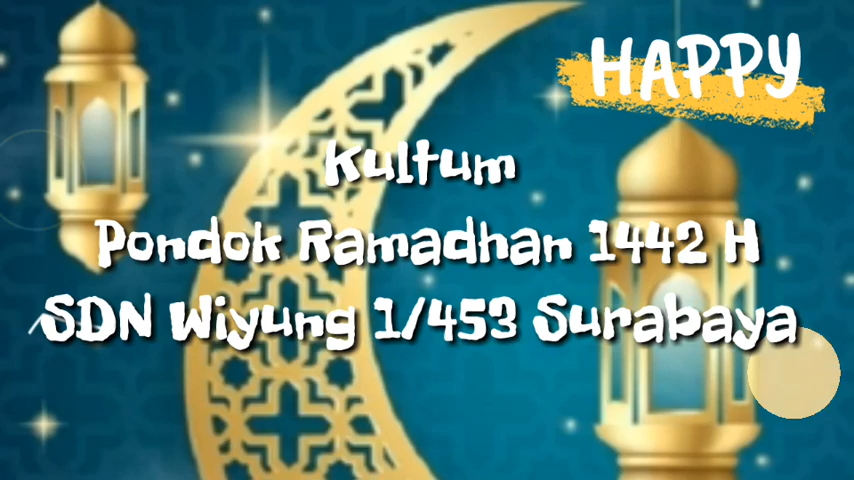 HAPPY
Kultum
Pondok Ramadhan 1442 H
SDN Wiyung 1/453 Surabaya